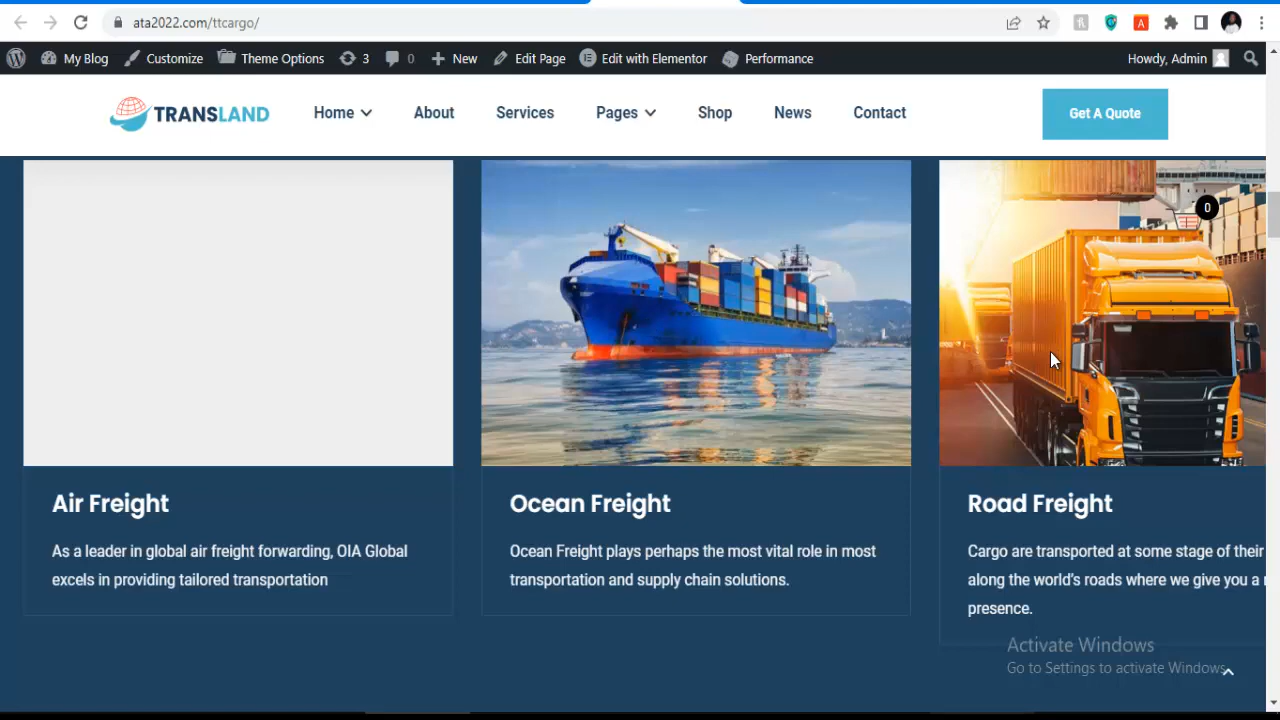 ata2022.com/ttcargo/
My Blog Customize Theme Options 3 0 New Edit Page Edit with Elementor Performance Howdy, Admin
TRANSLAND Home About Services Pages Shop News Contact Get A Quote
0
Air Freight
As a leader in global air freight forwarding, OIA Global
excels in providing tailored transportation
Ocean Freight
Ocean Freight plays perhaps the most vital role in most
transportation and supply chain solutions.
Road Freight
Cargo are transported at some stage of their
along the world's roads where we give you a
presence.
Activate Windows
Go to Settings to activate Windows.